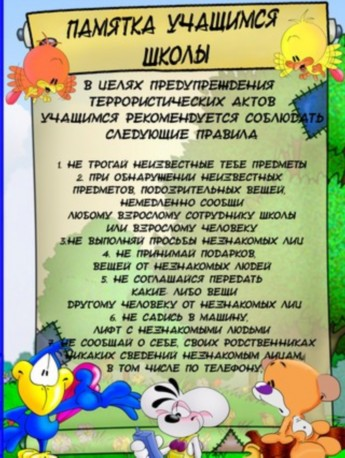 ПАМЯТКА УЧАЩИМСЯ
ШКОЛЫ
В ЦЕЛЯХ ПРЕДУПРЕЖДЕНИЯ
ТЕРРОРИСТИЧЕСКИХ АКТОВ
УЧАЩИМСЯ РЕКОМЕНДУЕТСЯ СОБЛЮДАТЬ
СЛЕДУЮЩИЕ ПРАВИЛА
1. НЕ ТРОГАЙ НЕИЗВЕСТНЫЕ ТЕБЕ ПРЕДМЕТЫ
2. ПРИ ОБНАРУЖЕНИИ НЕИЗВЕСТНЫХ
ПРЕДМЕТОВ, ПОДОЗРИТЕЛЬНЫХ ВЕЩЕЙ,
НЕМЕДЛЕННО СООБЩИ
ЛЮБОМУ ВЗРОСЛОМУ СОТРУДНИКУ ШКОЛЫ
ИЛИ ВЗРОСЛОМУ ЧЕЛОВЕКУ
3.НЕ ВЫПОЛНЯЙ ПРОСЬБЫ НЕЗНАКОМЫХ ЛИЦ
4. НЕ ПРИНИМАЙ ПОДАРКОВ,
ВЕЩЕЙ ОТ НЕЗНАКОМЫХ ЛЮДЕЙ
5. НЕ СОГЛАШАЙСЯ ПЕРЕДАТЬ
КАКИЕ ЛИБО ВЕЩИ
ДРУГОМУ ЧЕЛОВЕКУ ОТ НЕЗНАКОМЫХ ЛИЦ
6. НЕ САДИСЬ В МАШИНУ,
ЛИФТ С НЕЗНАКОМЫМИ ЛЮДЬМИ
7. НЕ СООБЩАЙ О СЕБЕ, СВОИХ РОДСТВЕННИКАХ
НИКАКИХ СВЕДЕНИЙ НЕЗНАКОМЫМ ЛИЦАМ,
В ТОМ ЧИСЛЕ ПО ТЕЛЕФОНУ.